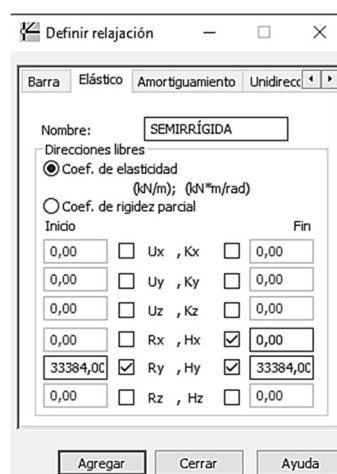 Definir relajación
Barra Elástico Amortiguamiento Unidirecc
Nombre: SEMIRRÍGIDA
Direcciones libres
Coef. de elasticidad
(kN/m); (kN*m/rad)
Coef. de rigidez parcial
Inicio Fin
0,00 Ux , Kx 0,00
0,00 Uy , Ky 0,00
0,00 Uz , Kz 0,00
0,00 Rx , Hx 0,00
33384,00 Ry , Hy 33384,00
0,00 Rz , Hz 0,00
Agregar Cerrar Ayuda